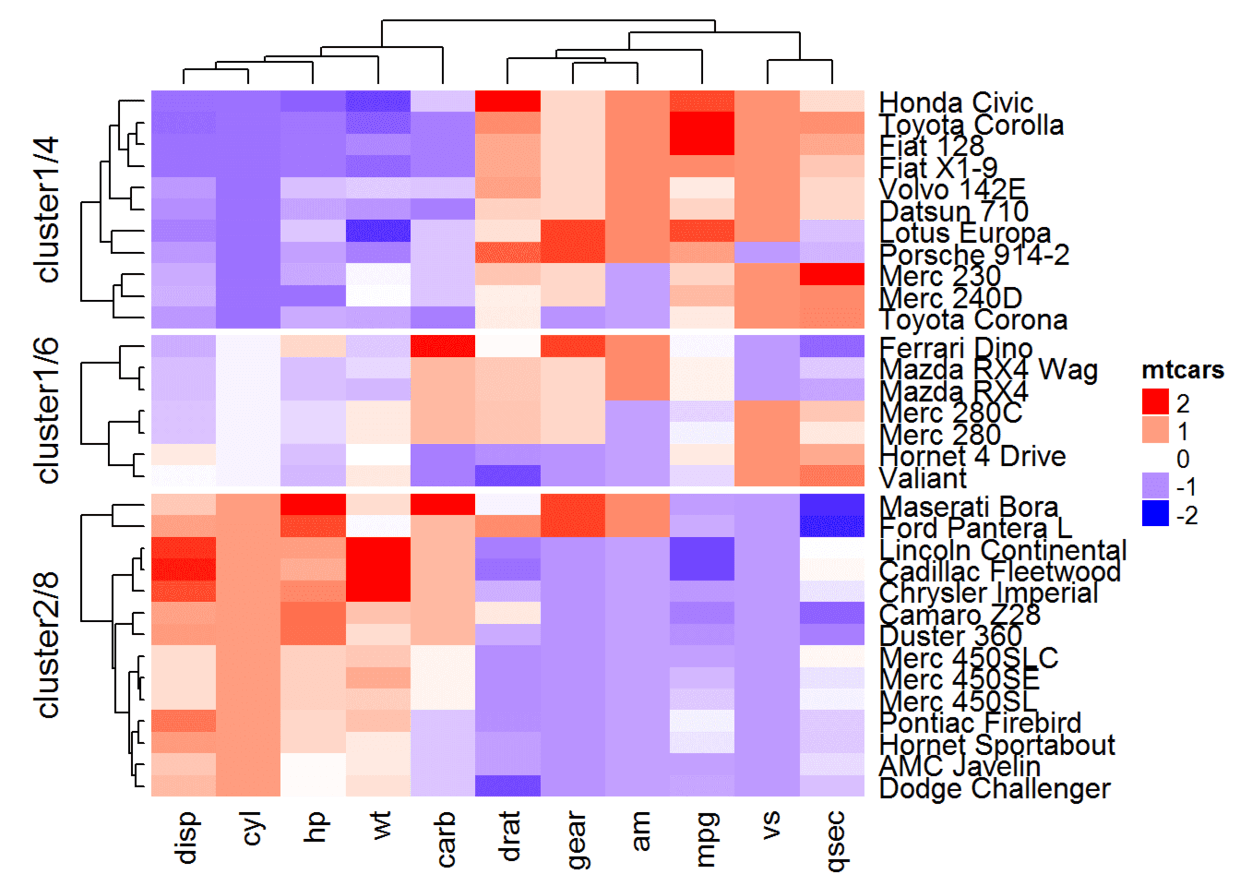 cluster1/4
Honda Civic
Toyota Corolla
Fiat 128
Fiat X1-9
Volvo 142E
Datsun 710
Lotus Europa
Porsche 914-2
Merc 230
Merc 240D
Toyota Corona
cluster1/6
Ferrari Dino
Mazda RX4 Wag
Mazda RX4
Merc 280C
Merc 280
Hornet 4 Drive
Valiant
cluster2/8
Maserati Bora
Ford Pantera L
Lincoln Continental
Cadillac Fleetwood
Chrysler Imperial
Camaro Z28
Duster 360
Merc 450SLC
Merc 450SE
Merc 450SL
Pontiac Firebird
Hornet Sportabout
AMC Javelin
Dodge Challenger
disp cyl hp wt carb drat gear am mpg vs qsec
mtcars
2
1
0
-1
-2